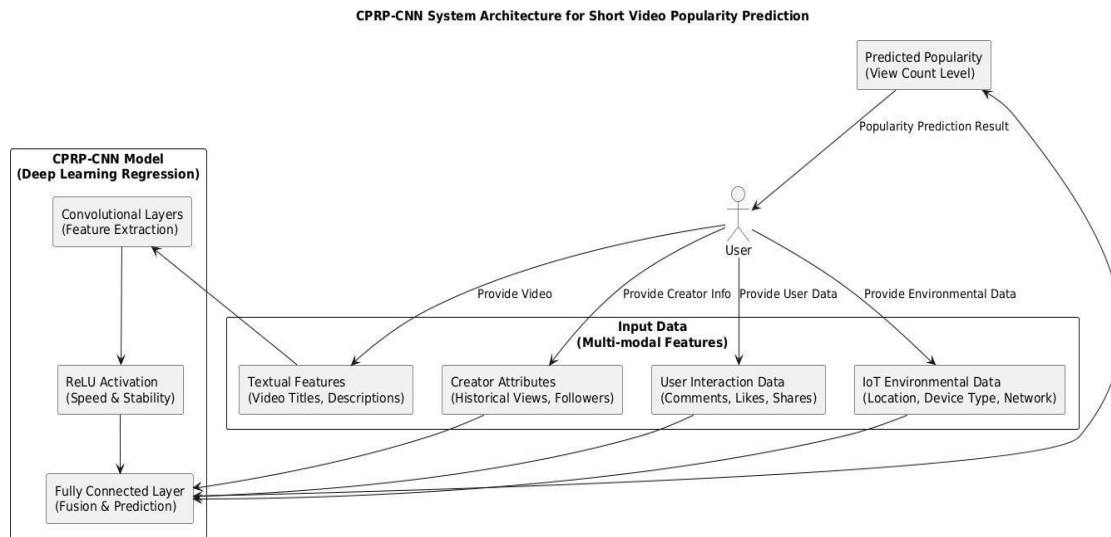 CPRP-CNN System Architecture for Short Video Popularity Prediction
Predicted Popularity
(View Count Level)
Popularity Prediction Result
CPRP-CNN Model
(Deep Learning Regression)
Convolutional Layers
(Feature Extraction)
User
Provide Video
Provide Creator Info
Provide User Data
Provide Environmental Data
Input Data
(Multi-modal Features)
ReLU Activation
(Speed & Stability)
Textual Features
(Video Titles, Descriptions)
Creator Attributes
(Historical Views, Followers)
User Interaction Data
(Comments, Likes, Shares)
IoT Environmental Data
(Location, Device Type, Network)
Fully Connected Layer
(Fusion & Prediction)